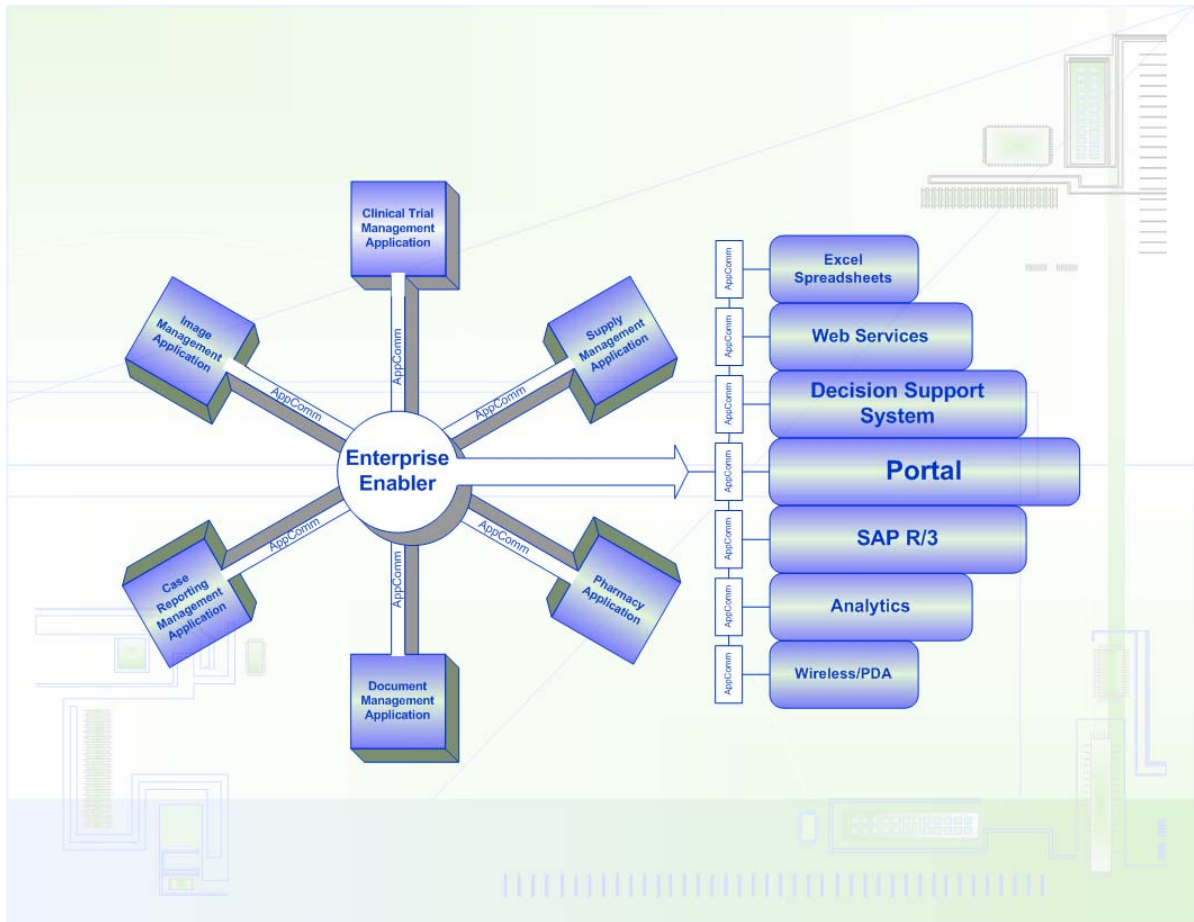 Clinical Trial
Management
Application
AppComm
Image
Management
Application
AppComm
Supply
Management
Application
AppComm
Enterprise
Enabler
Case
Reporting
Management
Application
AppComm
Document
Management
Application
AppComm
Pharmacy
Application
AppComm
AppComm
Excel
Spreadsheets
AppComm
Web Services
AppComm
Decision Support
System
AppComm
Portal
AppComm
SAP R/3
AppComm
Analytics
AppComm
Wireless/PDA